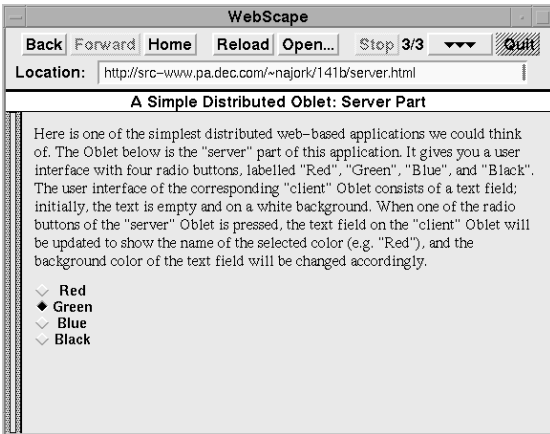 WebScape
Back Forward Home Reload Open... Stop 3/3 Quit
Location: http://src-www.pa.dec.com/~najork/141b/server.html
A Simple Distributed Oblet: Server Part
Here is one of the simplest distributed web-based applications we could think
of. The Oblet below is the "server" part of this application. It gives you a user
interface with four radio buttons, labelled "Red", "Green", "Blue", and "Black".
The user interface of the corresponding "client" Oblet consists of a text field;
initially, the text is empty and on a white background. When one of the radio
buttons of the "server" Oblet is pressed, the text field on the "client" Oblet will
be updated to show the name of the selected color (e.g. "Red"), and the
background color of the text field will be changed accordingly.
Red
Green
Blue
Black